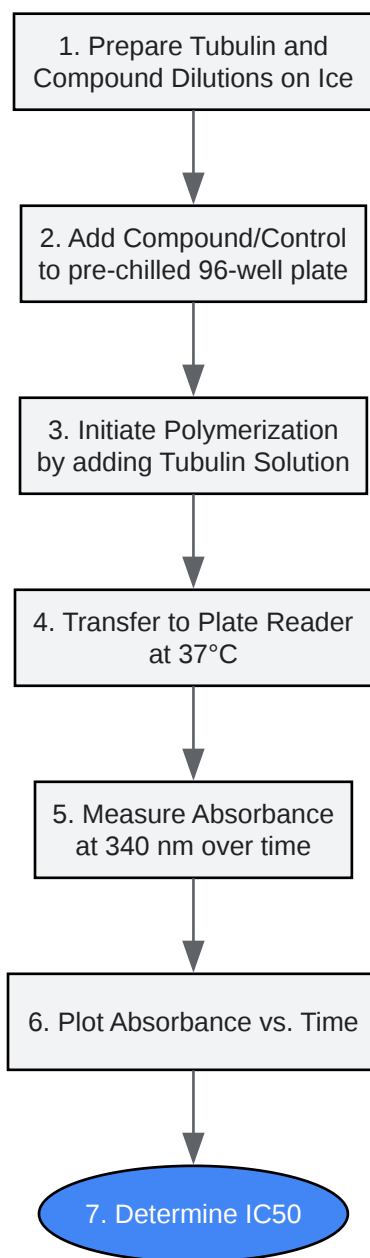 1. Prepare Tubulin and
Compound Dilutions on Ice
2. Add Compound/Control
to pre-chilled 96-well plate
3. Initiate Polymerization
by adding Tubulin Solution
4. Transfer to Plate Reader
at 37°C
5. Measure Absorbance
at 340 nm over time
6. Plot Absorbance vs. Time
7. Determine IC50